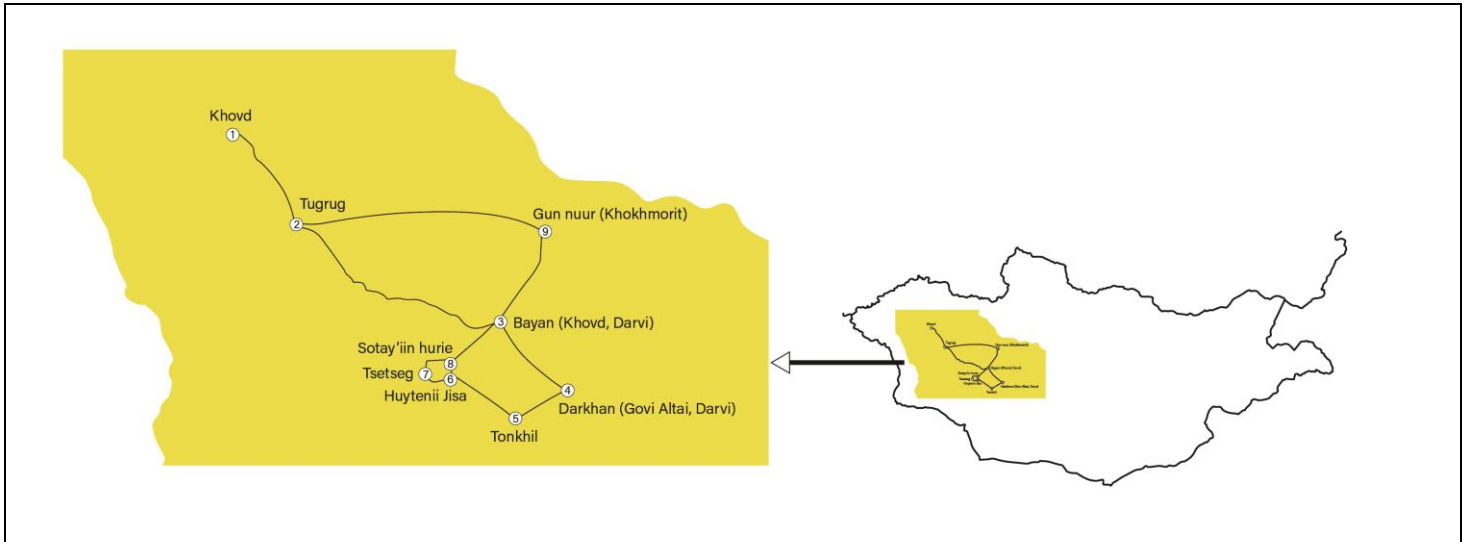 Khovd
1
Tugrug
2
Gun nuur (Khokhmorit)
9
3
Bayan (Khovd, Darvi)
Sotay’iin hurie
8
Tsetseg
7
6
Huytenii Jisa
4
Darkhan (Govi Altai, Darvi)
5
Tonkhil